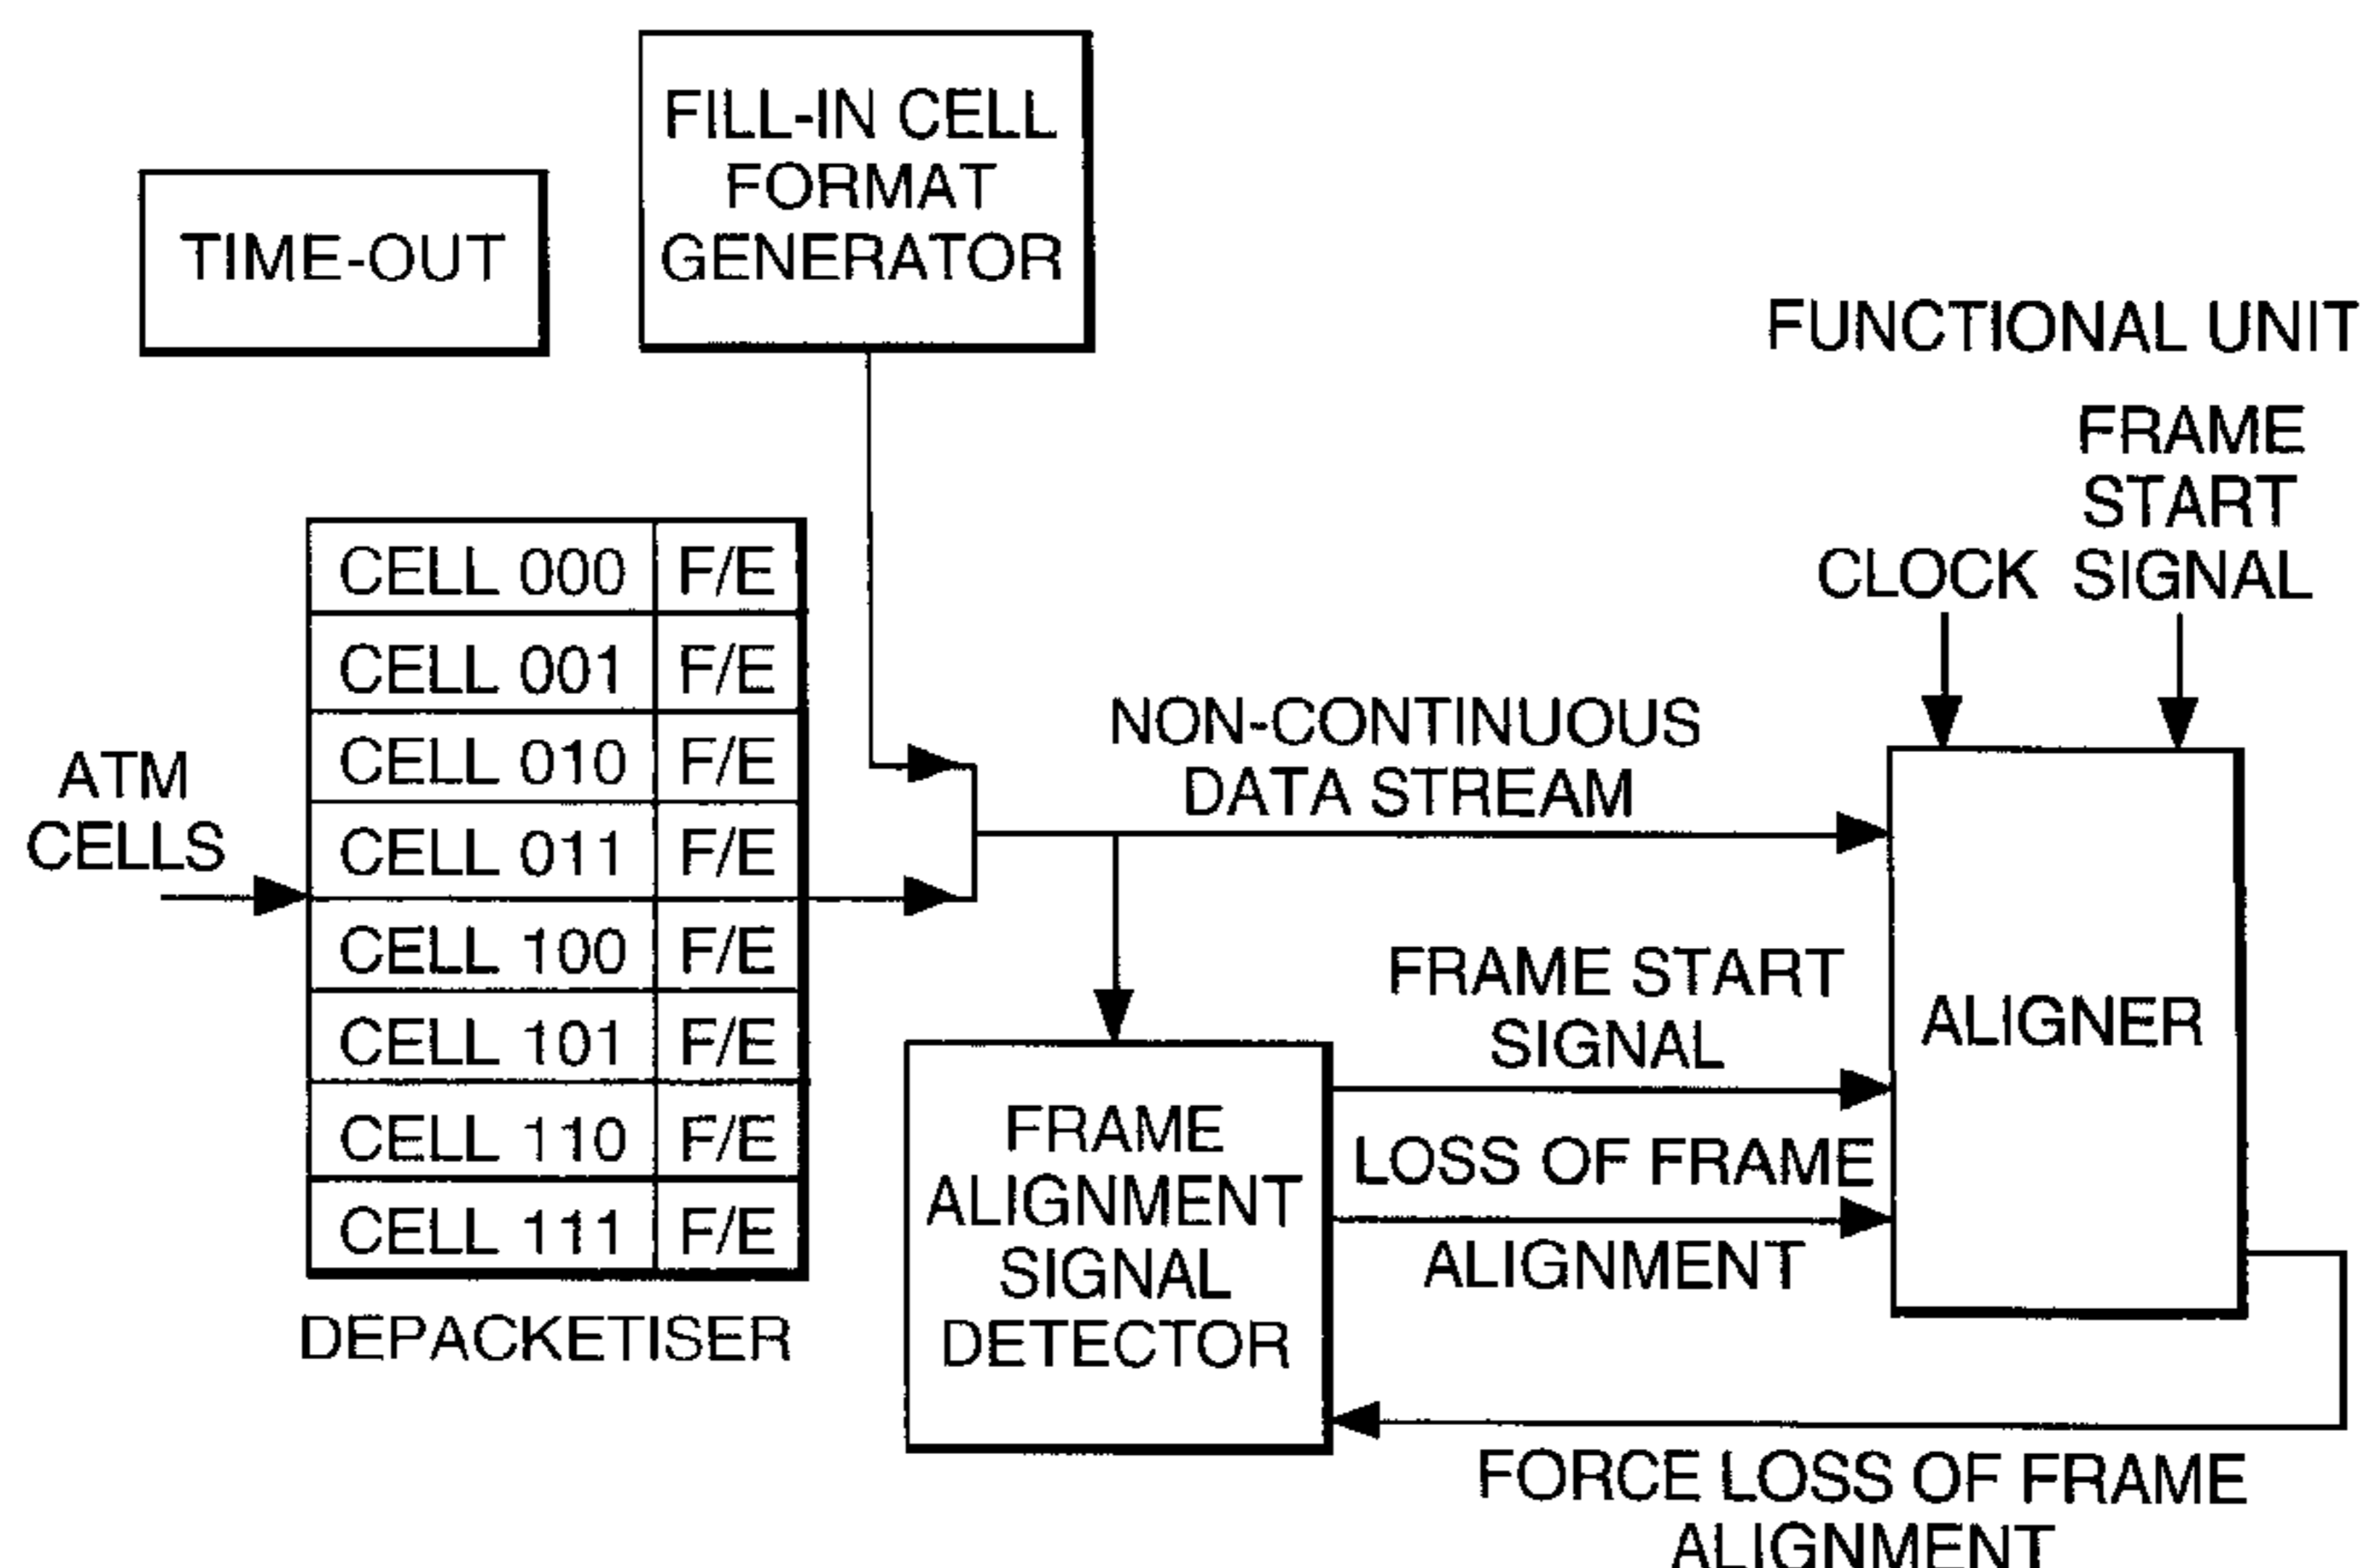 FILL-IN CELL
FORMAT
GENERATOR
TIME-OUT
FUNCTIONAL UNIT
FRAME
START
SIGNAL
CLOCK
CELL 000 F/E
CELL 001 F/E
CELL 010 F/E
CELL 011 F/E
CELL 100 F/E
CELL 101 F/E
CELL 110 F/E
CELL 111 F/E
ATM
CELLS
DEPACKETISER
NON-CONTINUOUS
DATA STREAM
ALIGNER
FRAME START
SIGNAL
LOSS OF FRAME
ALIGNMENT
FRAME
ALIGNMENT
SIGNAL
DETECTOR
FORCE LOSS OF FRAME
ALIGNMENT